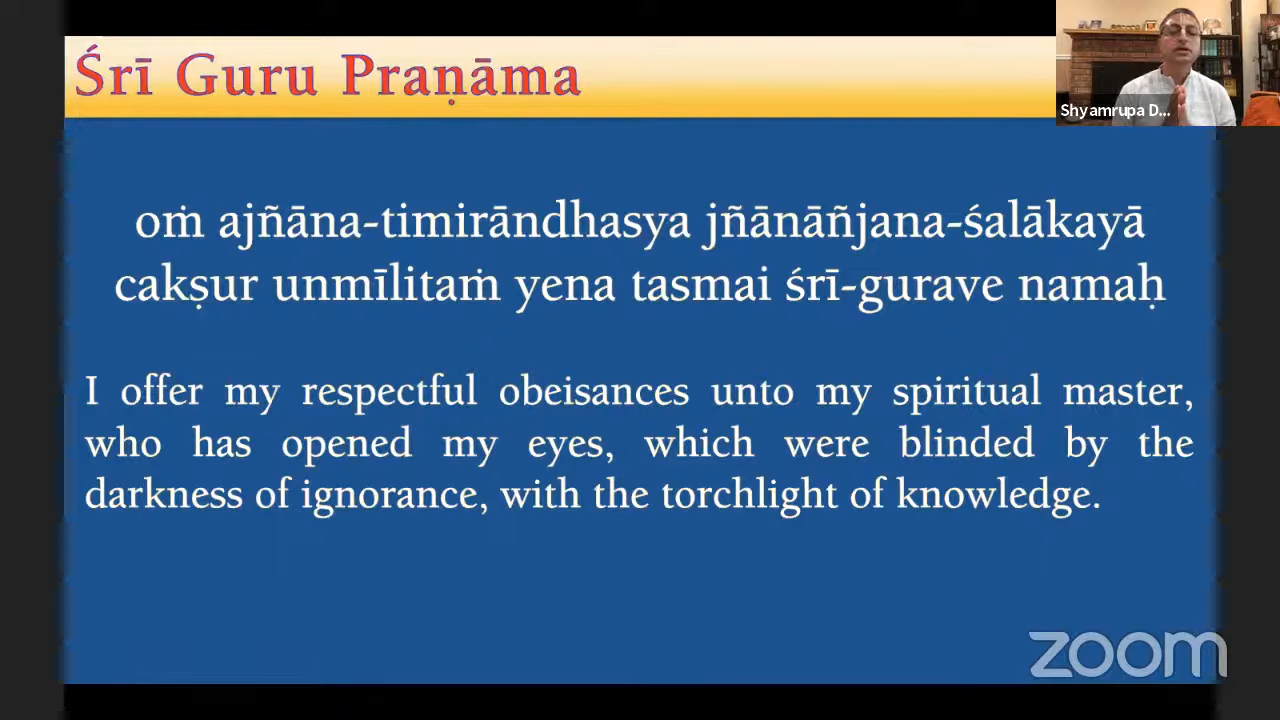 Śrī Guru Praṇāma
Shyamrupa D...
oṁ ajñāna-timirāndhasya jñānāñjana-śalākayā
cakṣur unmīlitaṁ yena tasmai śrī-gurave namaḥ
I offer my respectful obeisances unto my spiritual master,
who has opened my eyes, which were blinded by the
darkness of ignorance, with the torchlight of knowledge.
zoom